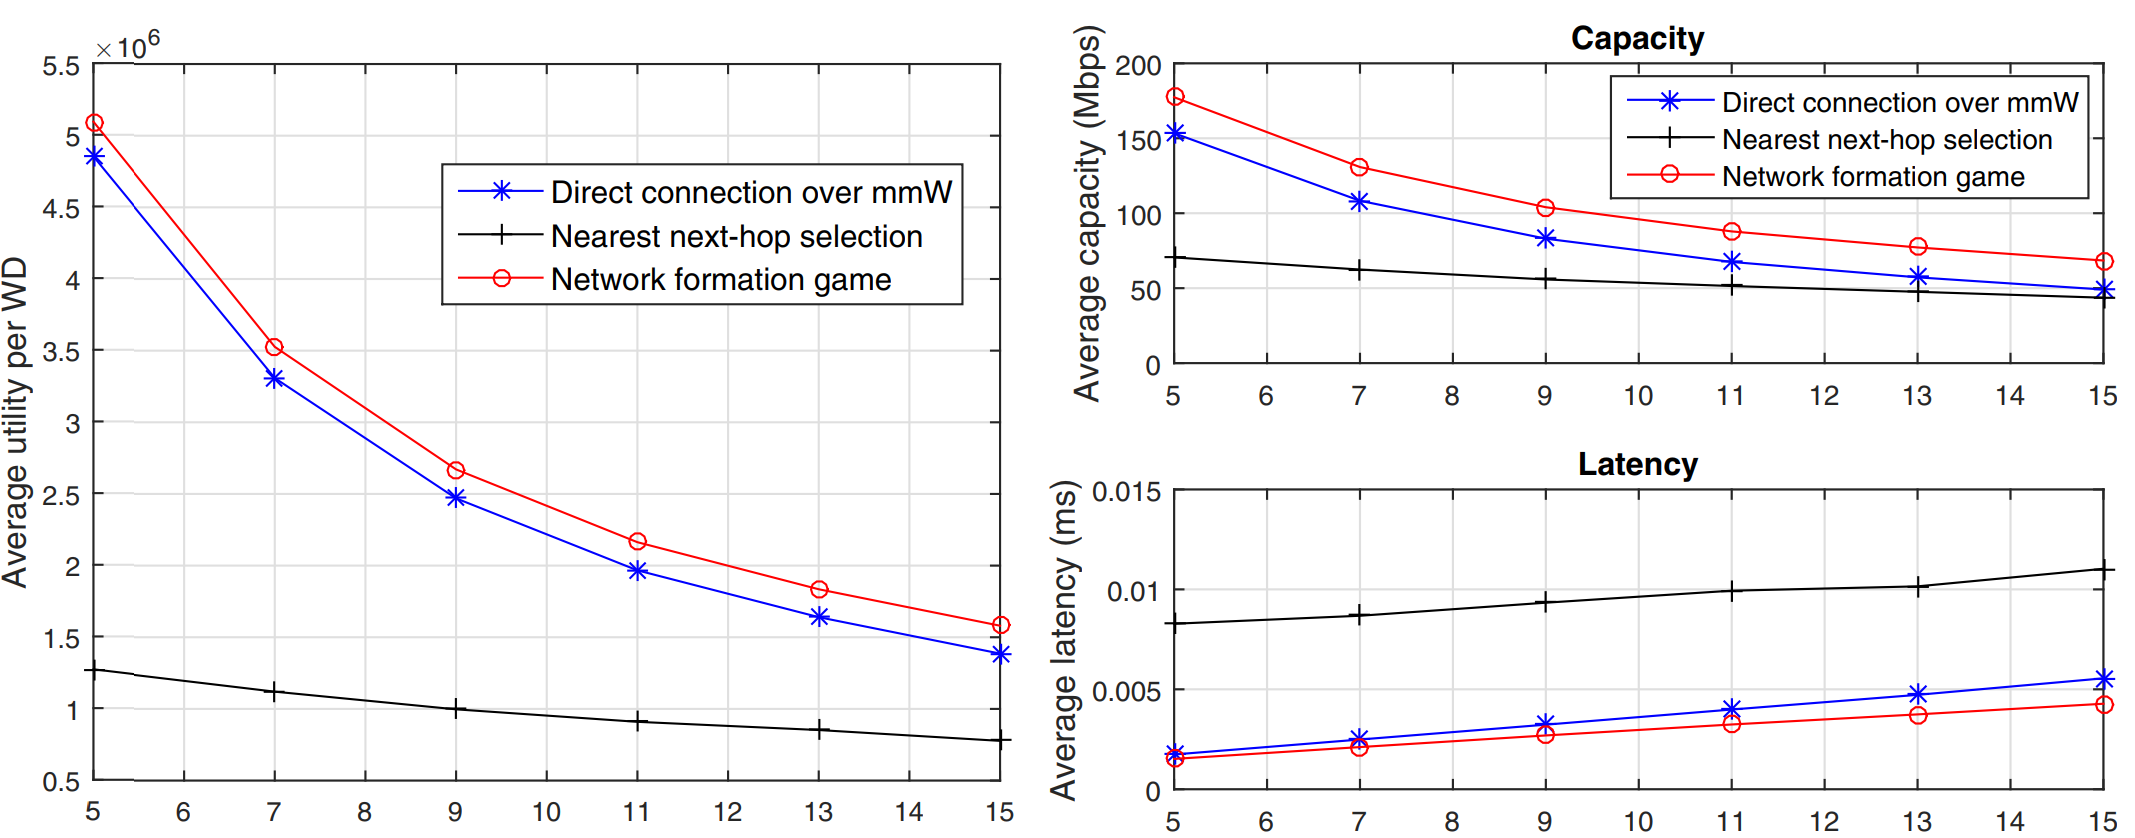 ×10^6
5.5
5
4.5
4
3.5
3
2.5
2
1.5
1
0.5
Average utility per WD
5 6 7 8 9 10 11 12 13 14 15
Direct connection over mmW
Nearest next-hop selection
Network formation game
Capacity
Average capacity (Mbps)
200
150
100
50
0
5 6 7 8 9 10 11 12 13 14 15
Direct connection over mmW
Nearest next-hop selection
Network formation game
Latency
Average latency (ms)
0.015
0.01
0.005
0
5 6 7 8 9 10 11 12 13 14 15